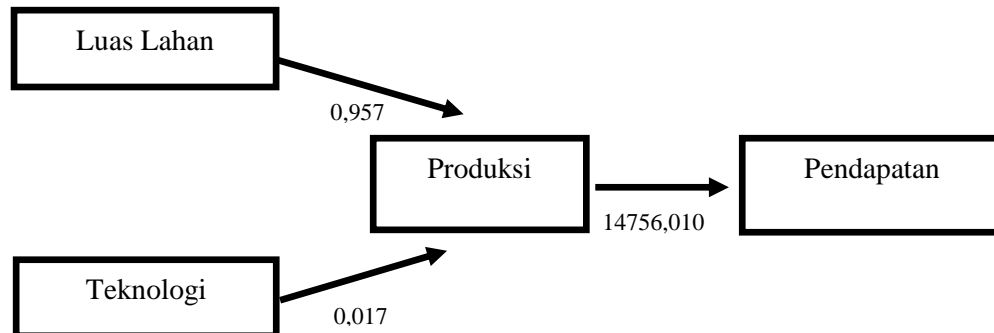 Luas Lahan
0,957
Produksi
Pendapatan
14756,010
Teknologi
0,017